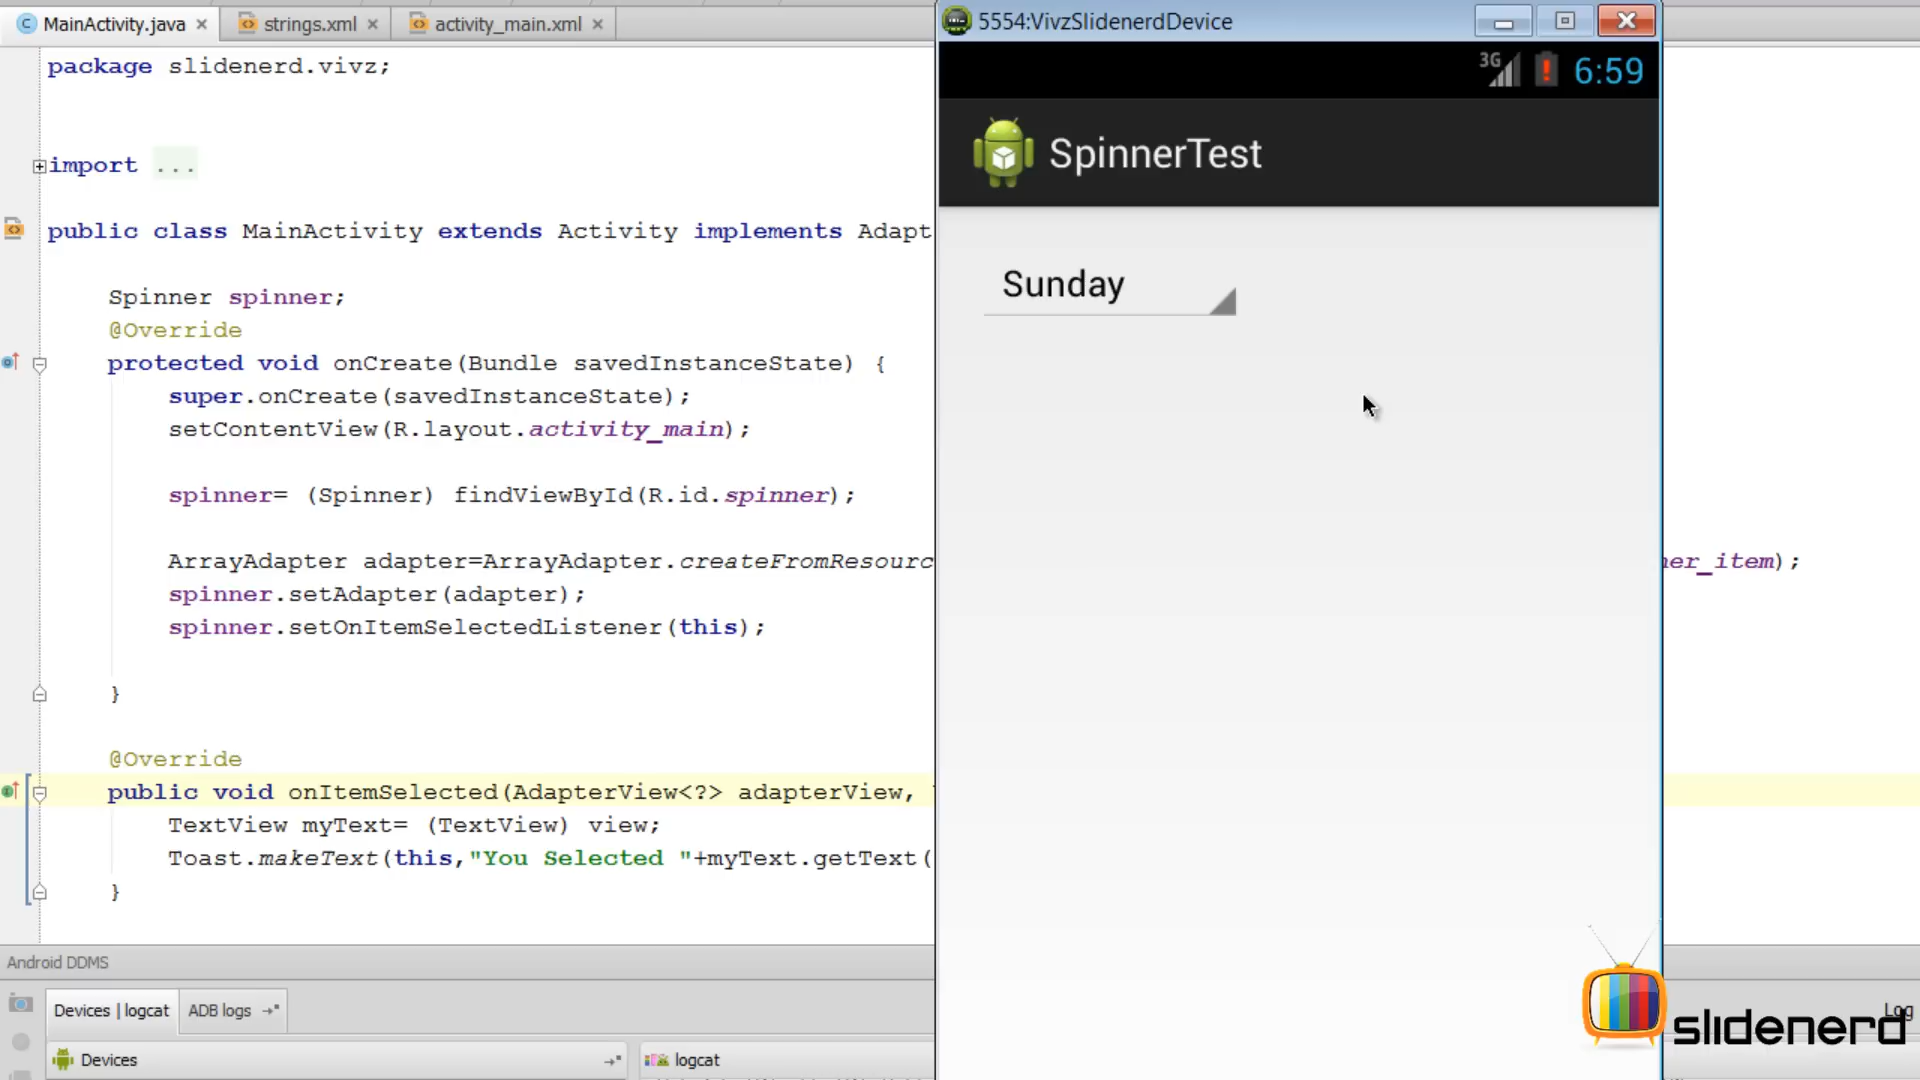 MainActivity.java
strings.xml
activity_main.xml
package slidenerd.vivz;
import ...
public class MainActivity extends Activity implements Adapt
Spinner spinner;
@Override
protected void onCreate(Bundle savedInstanceState) {
super.onCreate(savedInstanceState);
setContentView(R.layout.activity_main);
spinner= (Spinner) findViewById(R.id.spinner);
ArrayAdapter adapter=ArrayAdapter.createFromResourc
ner_item);
spinner.setAdapter(adapter);
spinner.setOnItemSelectedListener(this);
}
@Override
public void onItemSelected(AdapterView<?> adapterView,
TextView myText= (TextView) view;
Toast.makeText(this,"You Selected "+myText.getText(
}
Android DDMS
Devices | logcat
ADB logs
Devices
logcat
5554:VivzSlidenerdDevice
3G
6:59
SpinnerTest
Sunday
Log
slidenerd